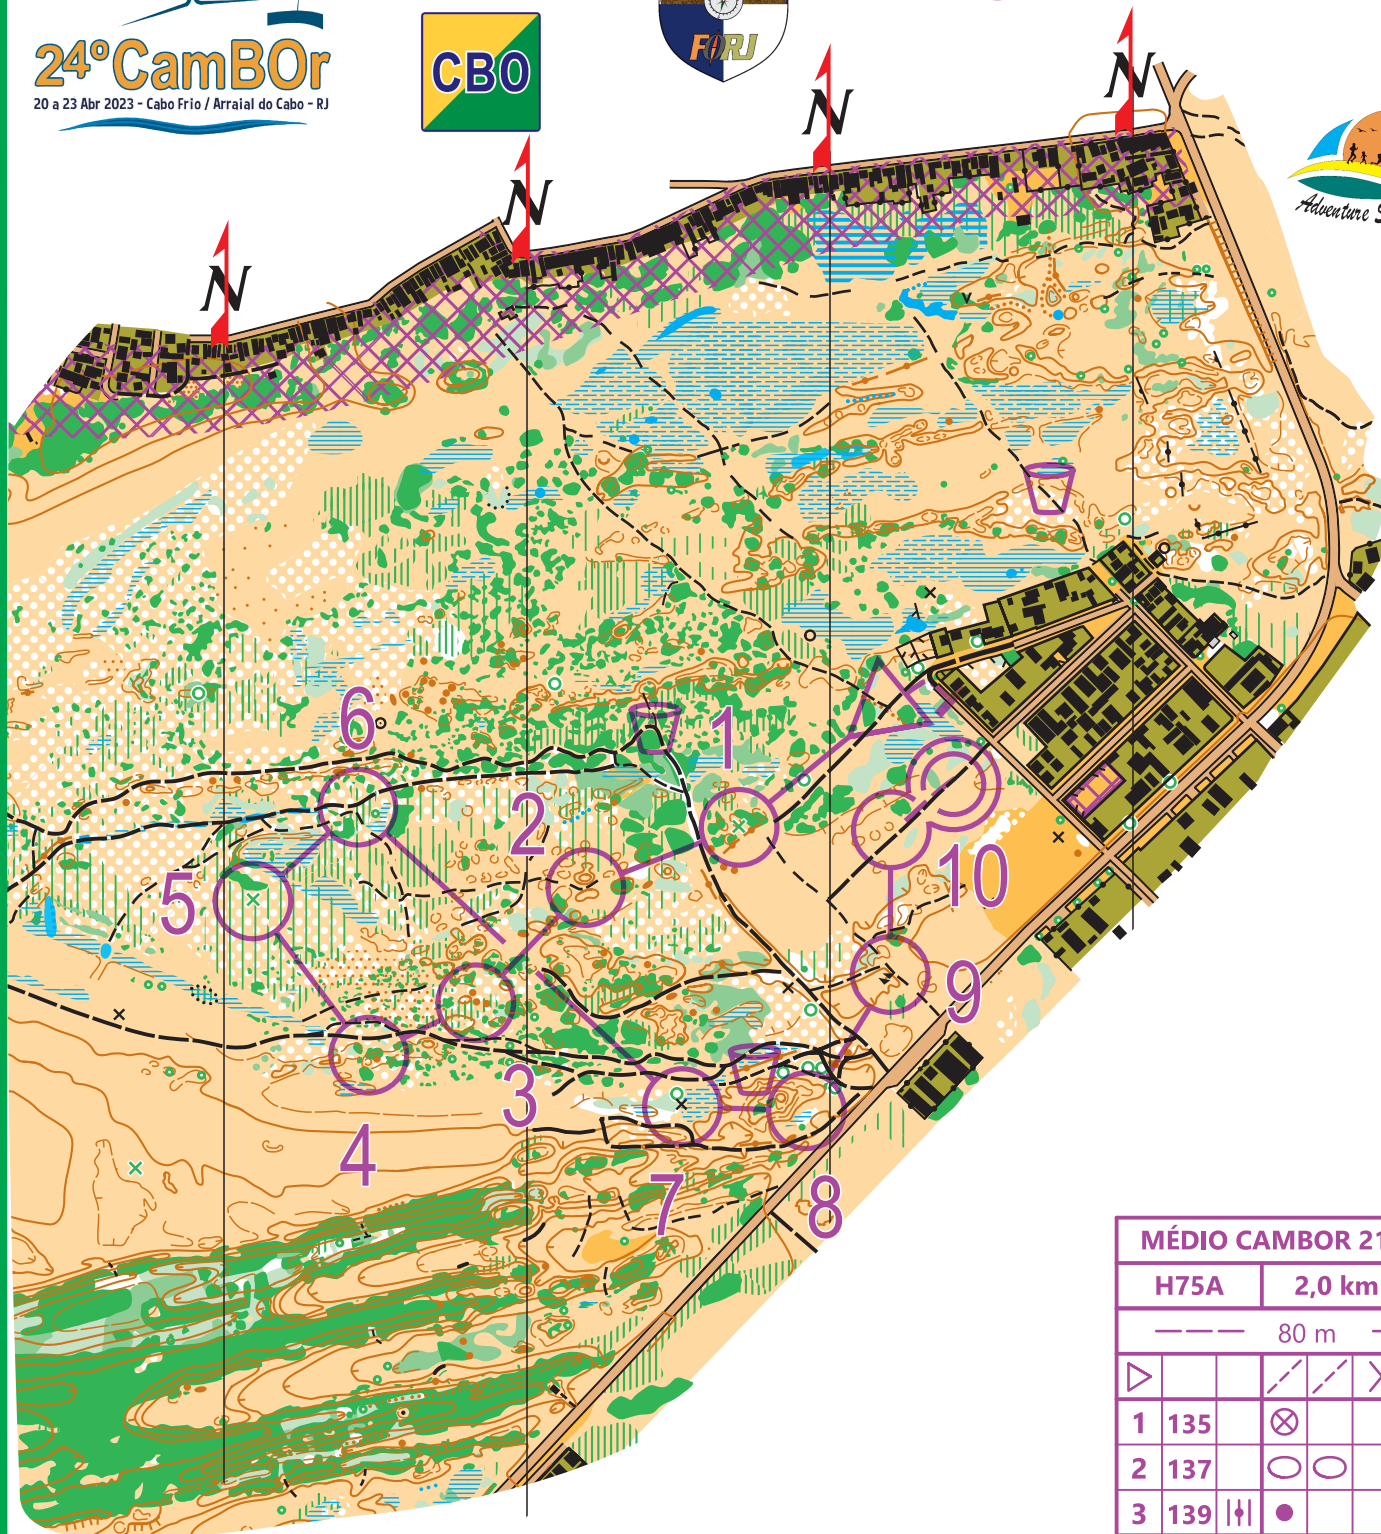 24ºCamBOr
20 a 23 Abr 2023 - Cabo Frio / Arraial do Cabo - RJ
CBO
FORJ
N
N
N
N
Adventure S
6
1
2
5
10
9
3
4
7
8
MÉDIO CAMBOR 21
H75A 2,0 km
80 m
1 135
2 137
3 139